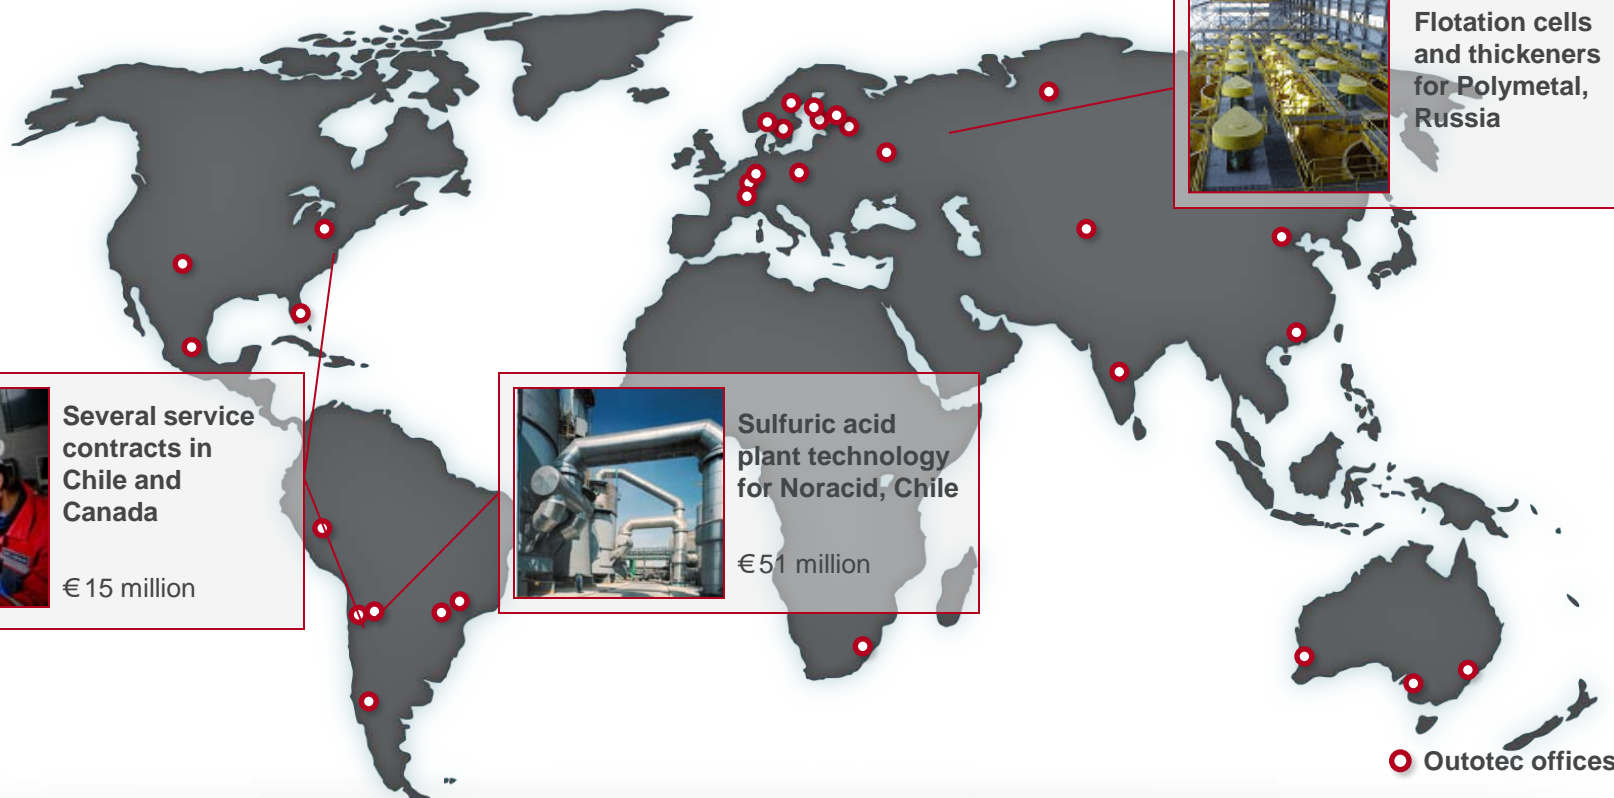 Flotation cells
and thickeners
for Polymetal,
Russia
Several service
contracts in
Chile and
Canada
€ 15 million
Sulfuric acid
plant technology
for Noracid, Chile
€ 51 million
Outotec offices